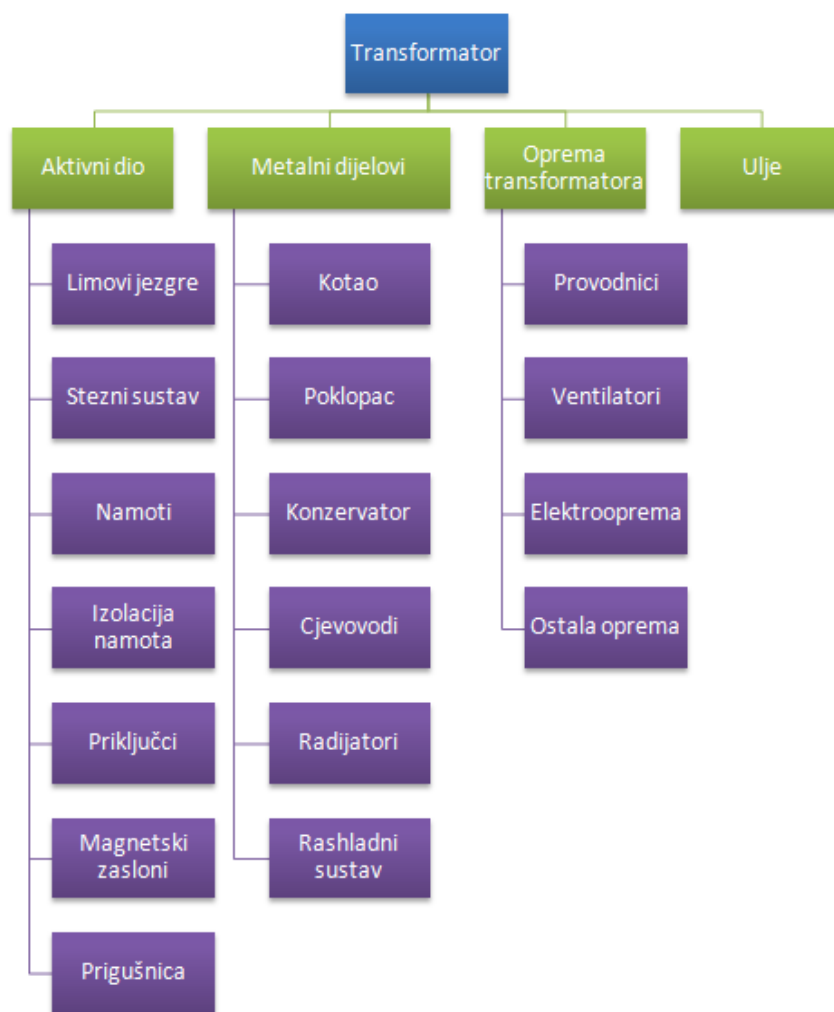 Transformator
Aktivni dio
Metalni dijelovi
Oprema
transformatora
Ulje
Limovi jezgre
Stezni sustav
Namoti
Izolacija
namota
Priključci
Magnetski
zasloni
Prigušnica
Kotao
Poklopac
Konzervator
Cjevovodi
Radijatori
Rashladni
sustav
Provodnici
Ventilatori
Elektrooprema
Ostala oprema